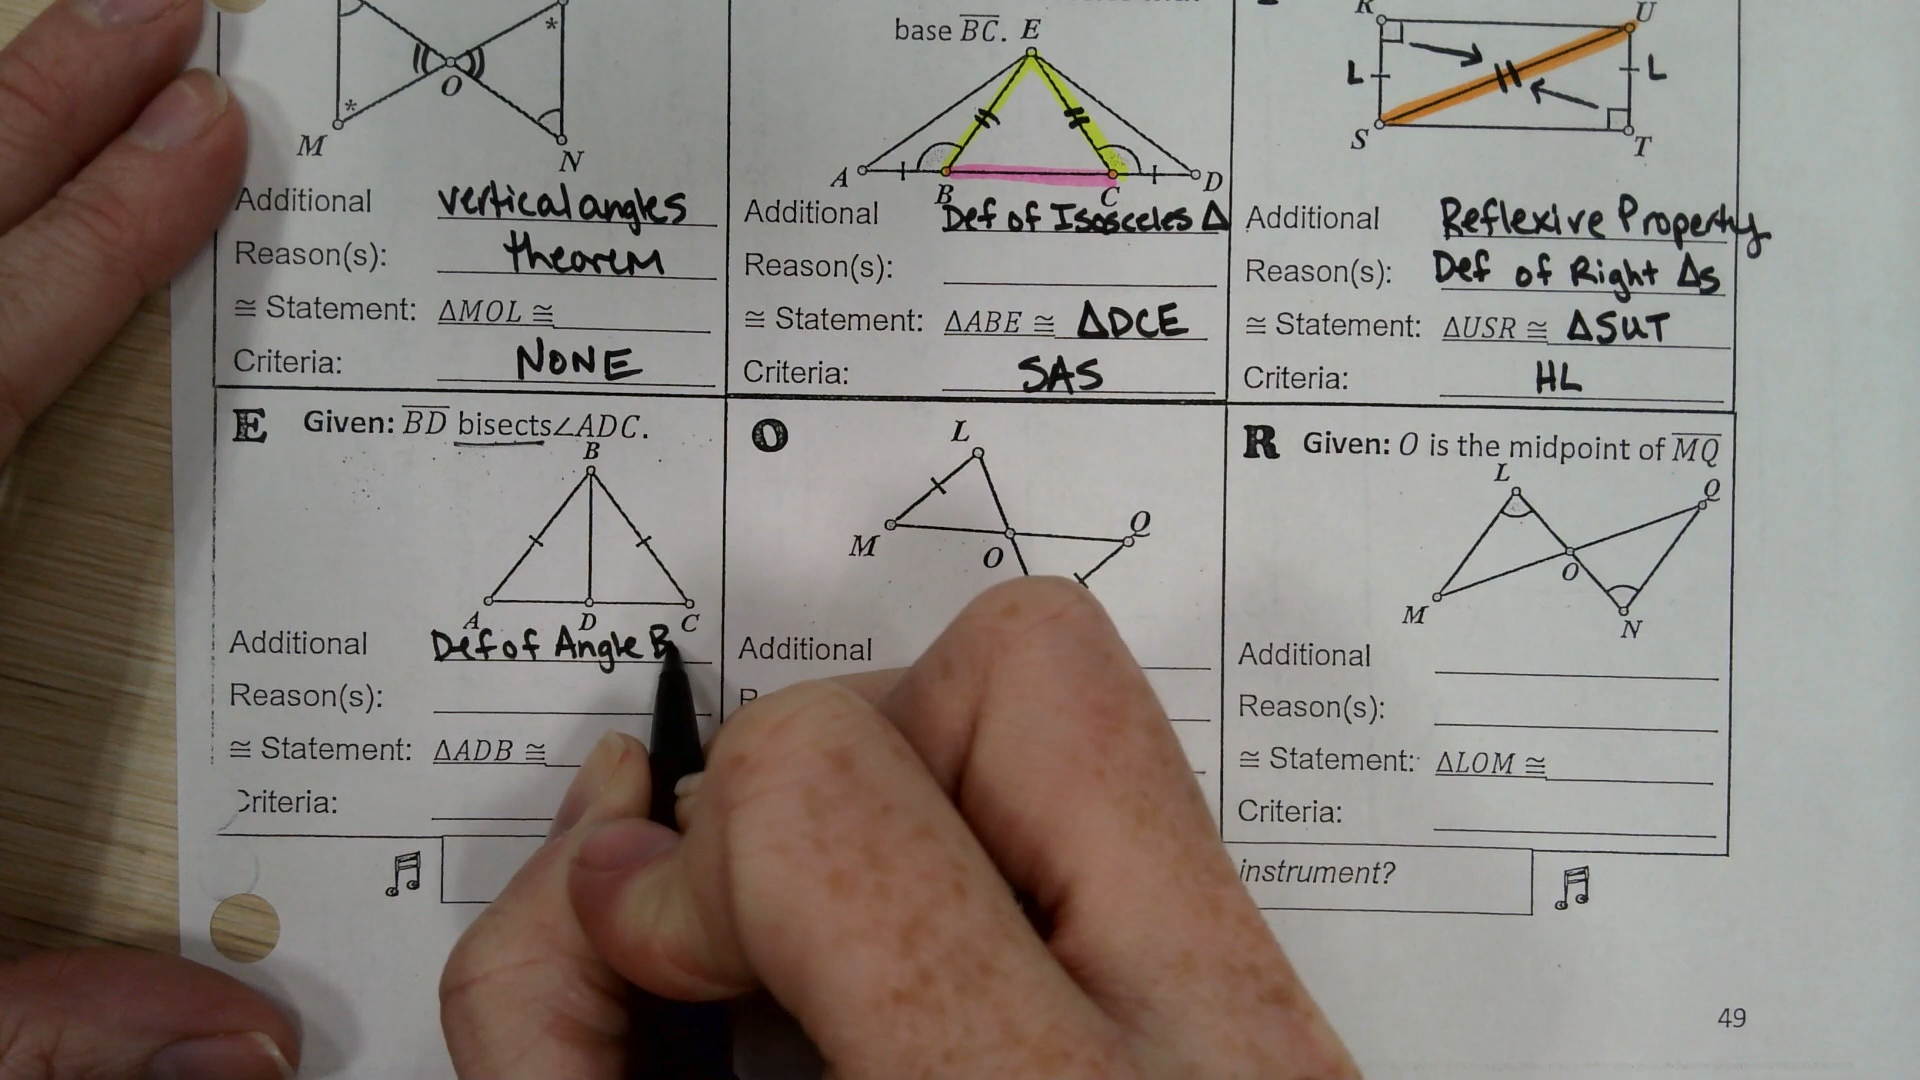 base BC. E
K
U
*
O
*
L
L
M
N
S
T
A
B
C
D
Additional vertical angles
Reason(s): theorem
≅ Statement: ΔMOL ≅
Criteria: NONE
Additional Def of Isosceles Δ
Reason(s):
≅ Statement: ΔABE ≅ ΔDCE
Criteria: SAS
Additional Reflexive Property
Reason(s): Def of Right Δs
≅ Statement: ΔUSR ≅ ΔSUT
Criteria: HL
E Given: BD bisects∠ADC.
B
A
D
C
Additional Def of Angle B
Reason(s):
≅ Statement: ΔADB ≅
Criteria:
O
L
M
O
Q
Additional
R Given: O is the midpoint of MQ
L
Q
O
M
N
Additional
Reason(s):
≅ Statement: ΔLOM ≅
Criteria:
instrument?
49